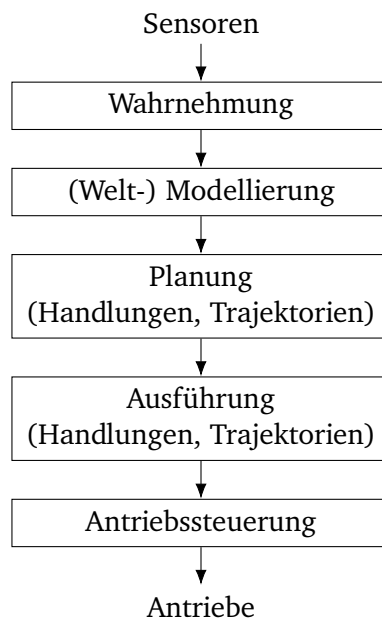 Sensoren
Wahrnehmung
(Welt-) Modellierung
Planung
(Handlungen, Trajektorien)
Ausführung
(Handlungen, Trajektorien)
Antriebssteuerung
Antriebe